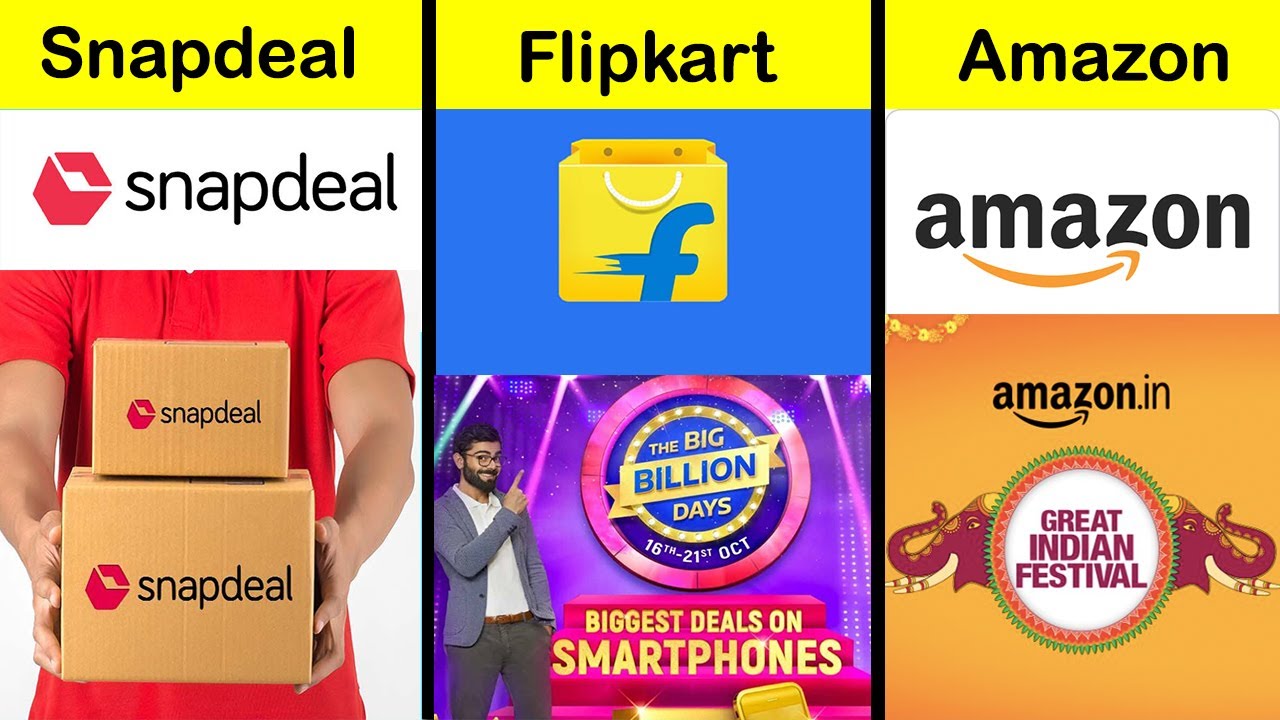 Snapdeal
snapdeal
snapdeal
snapdeal
Flipkart
f
THE BIG
BILLION
DAYS
16TH-21ST OCT
BIGGEST DEALS ON
SMARTPHONES
Amazon
amazon
amazon.in
GREAT
INDIAN
FESTIVAL